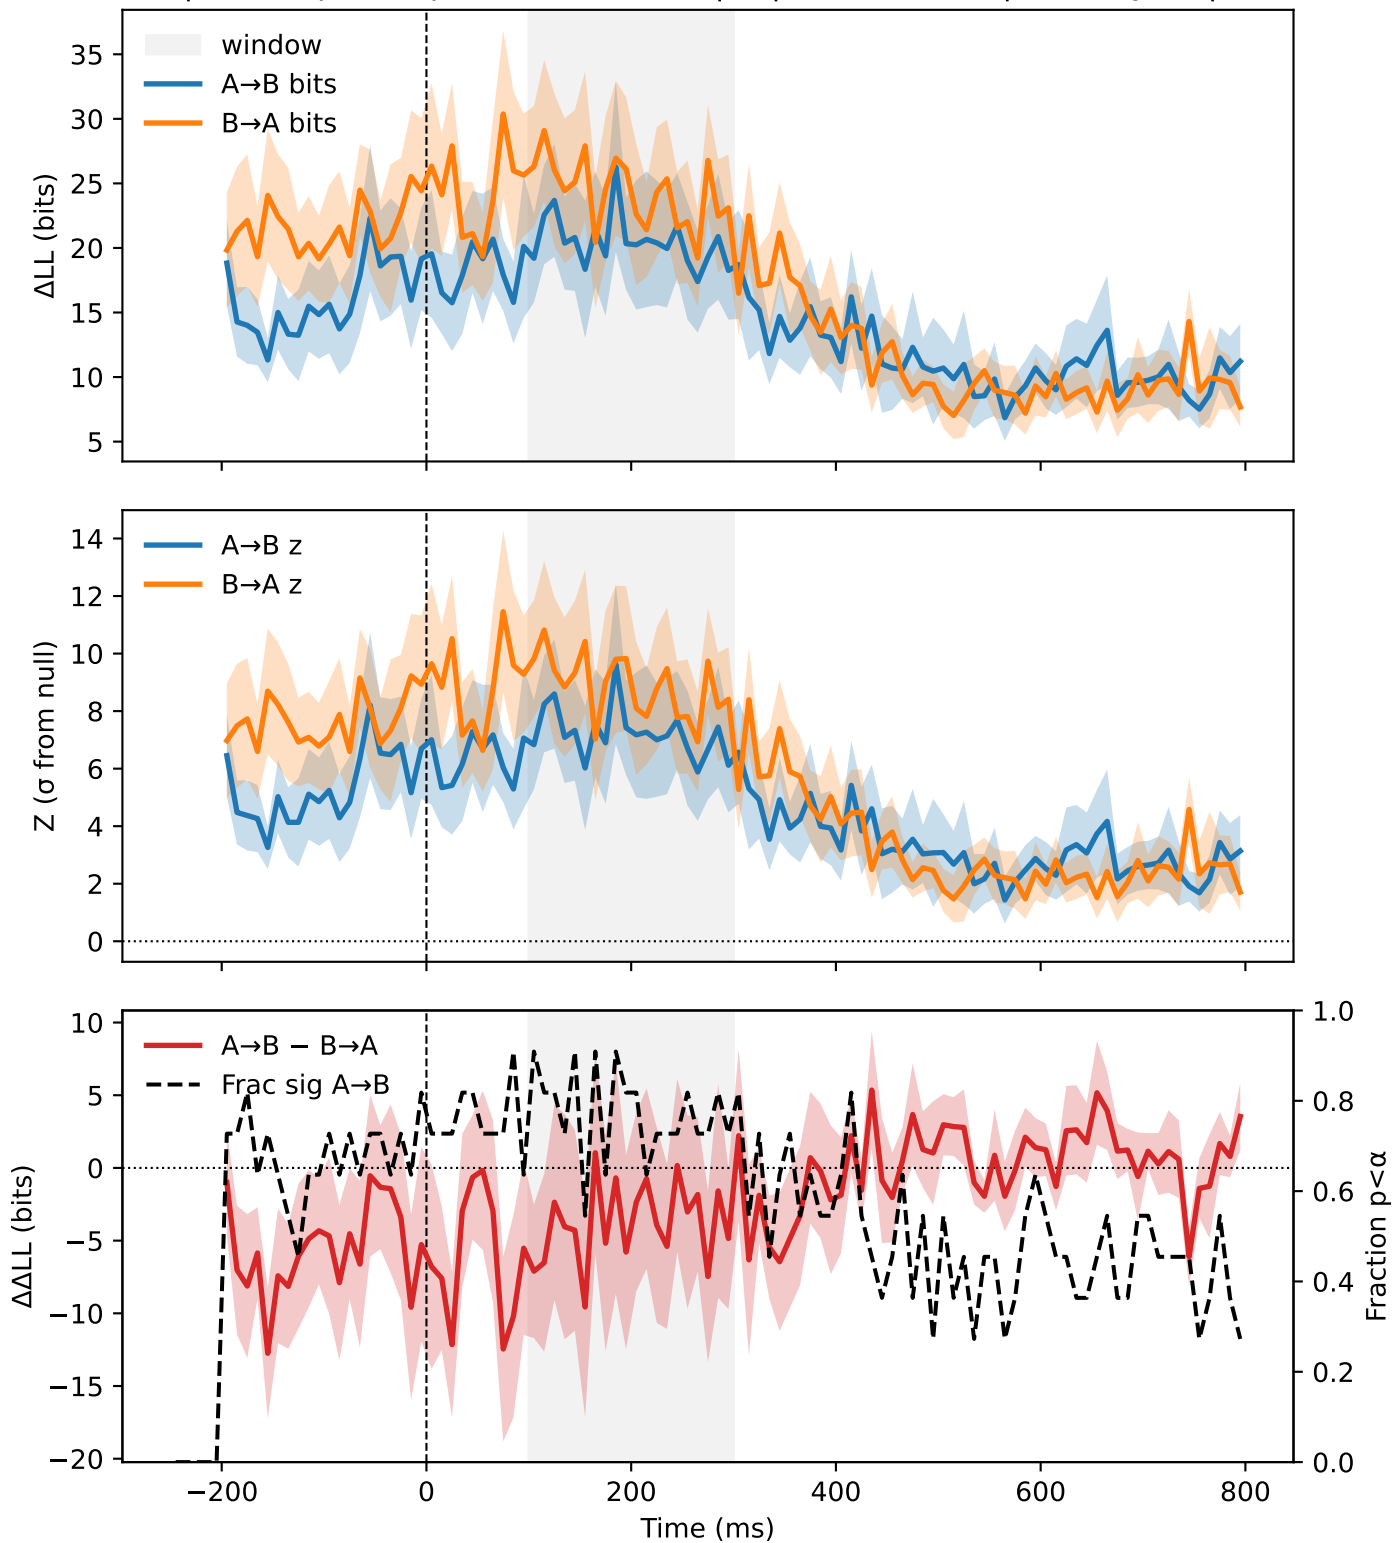 window
A→B bits
B→A bits
ΔLL (bits)
35
30
25
20
15
10
5
A→B z
B→A z
Z (σ from null)
14
12
10
8
6
4
2
0
A→B − B→A
Frac sig A→B
ΔΔLL (bits)
10
5
0
−5
−10
−15
−20
1.0
0.8
0.6
0.4
0.2
0.0
Fraction p<α
−200
0
200
400
600
800
Time (ms)